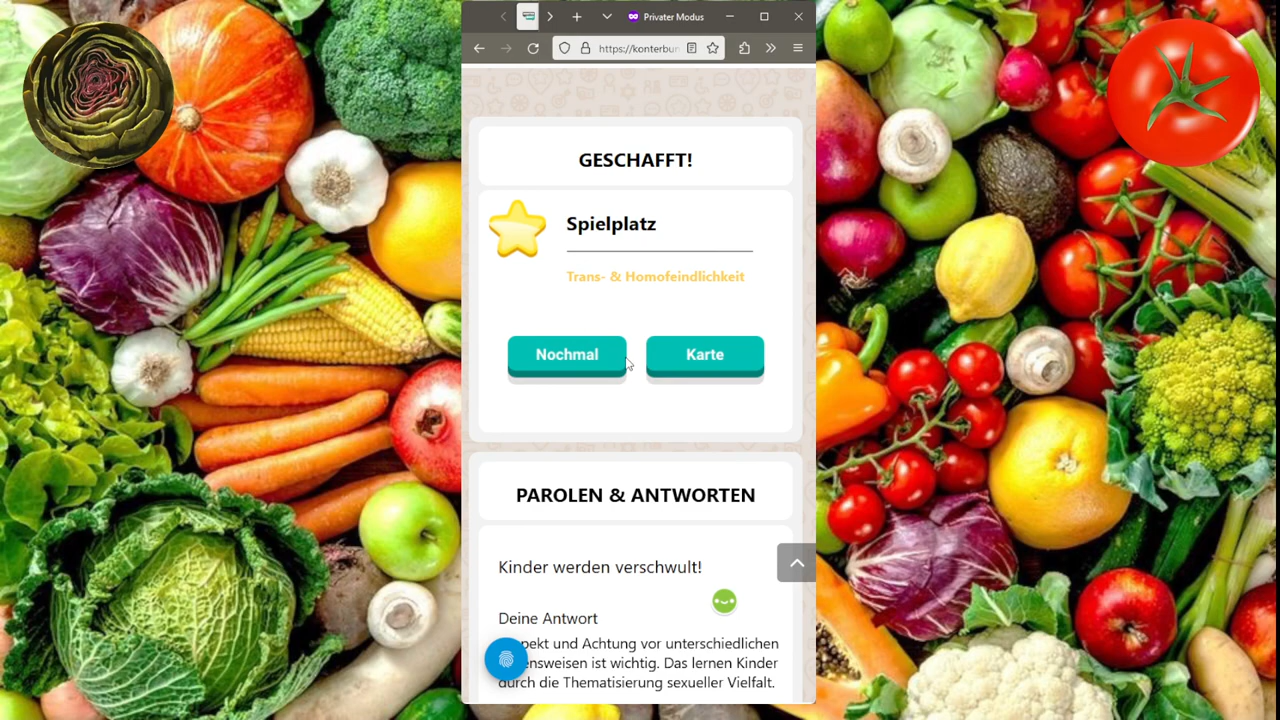 Privater Modus
https://konterbun
GESCHAFFT!
Spielplatz
Trans- & Homofeindlichkeit
Nochmal
Karte
PAROLEN & ANTWORTEN
Kinder werden verschwult!
Deine Antwort
pekt und Achtung vor unterschiedlichen
ensweisen ist wichtig. Das lernen Kinder
durch die Thematisierung sexueller Vielfalt.